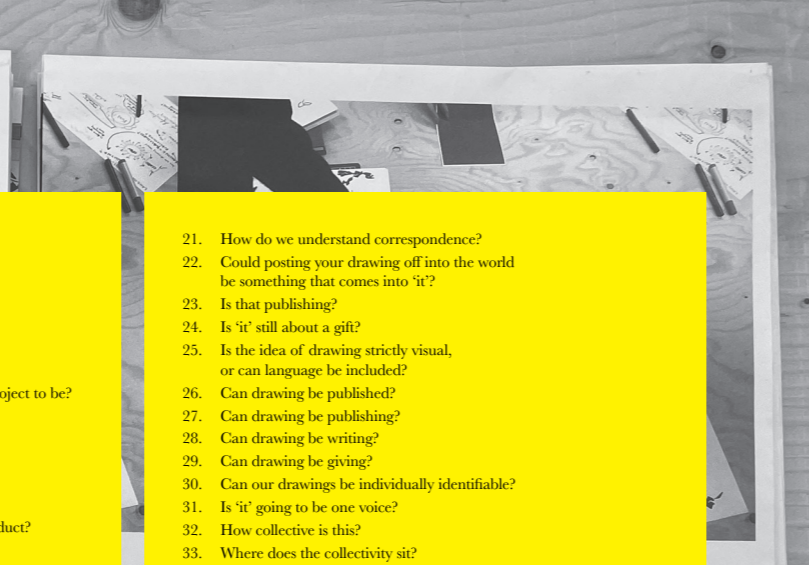 oject to be?
duct?
21. How do we understand correspondence?
22. Could posting your drawing off into the world
be something that comes into ‘it’?
23. Is that publishing?
24. Is ‘it’ still about a gift?
25. Is the idea of drawing strictly visual,
or can language be included?
26. Can drawing be published?
27. Can drawing be publishing?
28. Can drawing be writing?
29. Can drawing be giving?
30. Can our drawings be individually identifiable?
31. Is ‘it’ going to be one voice?
32. How collective is this?
33. Where does the collectivity sit?